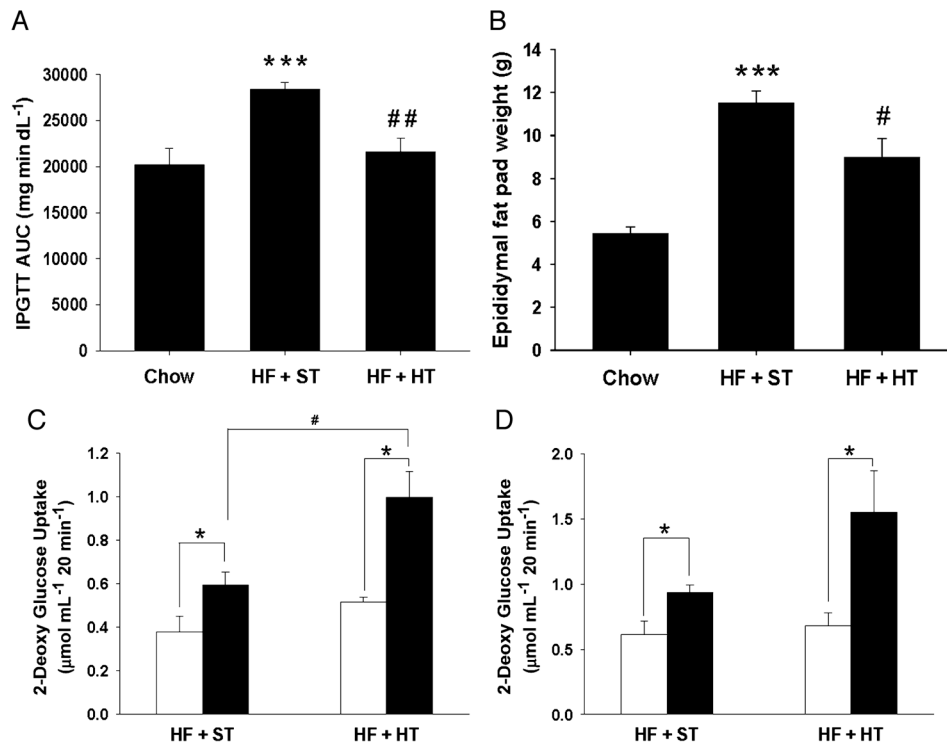 A
IPGTT AUC (mg min dL⁻¹)
30000
25000
20000
15000
10000
5000
0
***
##
Chow
HF + ST
HF + HT
B
Epididymal fat pad weight (g)
14
12
10
8
6
4
2
0
***
#
Chow
HF + ST
HF + HT
C
2-Deoxy Glucose Uptake
(µmol mL⁻¹ 20 min⁻¹)
1.2
1.0
0.8
0.6
0.4
0.2
0.0
#
*
*
HF + ST
HF + HT
D
2-Deoxy Glucose Uptake
(µmol mL⁻¹ 20 min⁻¹)
2.0
1.5
1.0
0.5
0.0
*
*
HF + ST
HF + HT